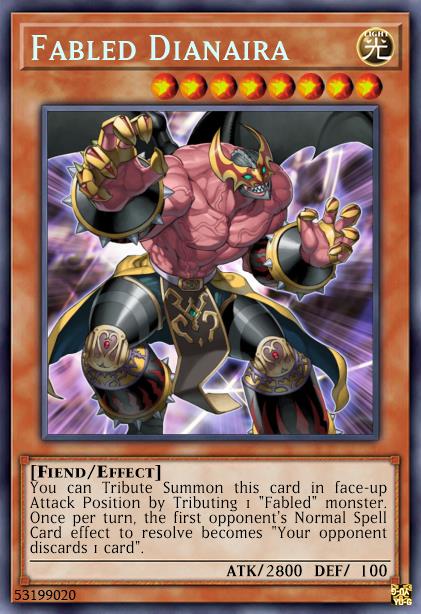 Fabled Dianaira
LIGHT
光
[Fiend/Effect]
You can Tribute Summon this card in face-up
Attack Position by Tributing 1 "Fabled" monster.
Once per turn, the first opponent's Normal Spell
Card effect to resolve becomes "Your opponent
discards 1 card".
ATK/2800 DEF/ 100
53199020